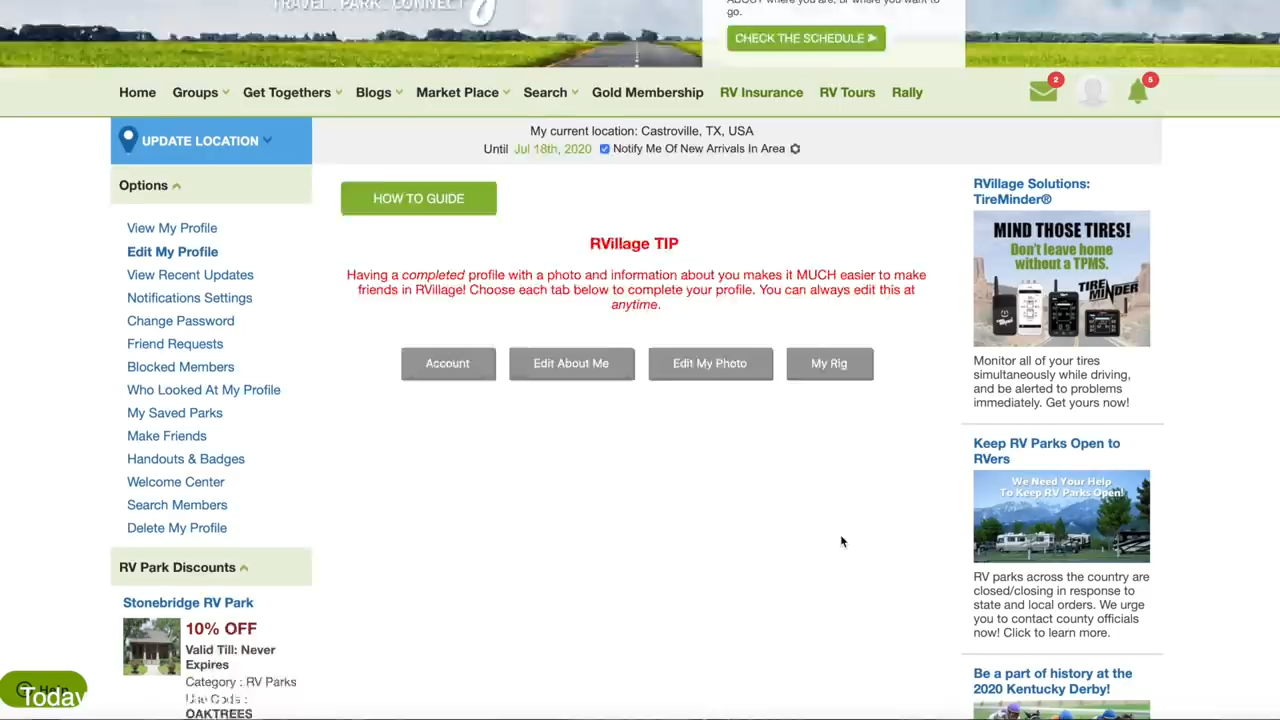 TRAVEL . PARK . CONNECT
go.
CHECK THE SCHEDULE
Home Groups Get Togethers Blogs Market Place Search Gold Membership RV Insurance RV Tours Rally 2 5
UPDATE LOCATION
My current location: Castroville, TX, USA
Until Jul 18th, 2020 Notify Me Of New Arrivals In Area
Options
HOW TO GUIDE
View My Profile
Edit My Profile
View Recent Updates
Notifications Settings
Change Password
Friend Requests
Blocked Members
Who Looked At My Profile
My Saved Parks
Make Friends
Handouts & Badges
Welcome Center
Search Members
Delete My Profile
RV Park Discounts
Stonebridge RV Park
10% OFF
Valid Till: Never
Expires
Category : RV Parks
OAKTREES
Today
RVillage TIP
Having a completed profile with a photo and information about you makes it MUCH easier to make
friends in RVillage! Choose each tab below to complete your profile. You can always edit this at
anytime.
Account Edit About Me Edit My Photo My Rig
RVillage Solutions:
TireMinder®
MIND THOSE TIRES!
Don't leave home
without a TPMS.
TIRE
MINDER
Monitor all of your tires
simultaneously while driving,
and be alerted to problems
immediately. Get yours now!
Keep RV Parks Open to
RVers
We Need Your Help
To Keep RV Parks Open!
RV parks across the country are
closed/closing in response to
state and local orders. We urge
you to contact county officials
now! Click to learn more.
Be a part of history at the
2020 Kentucky Derby!